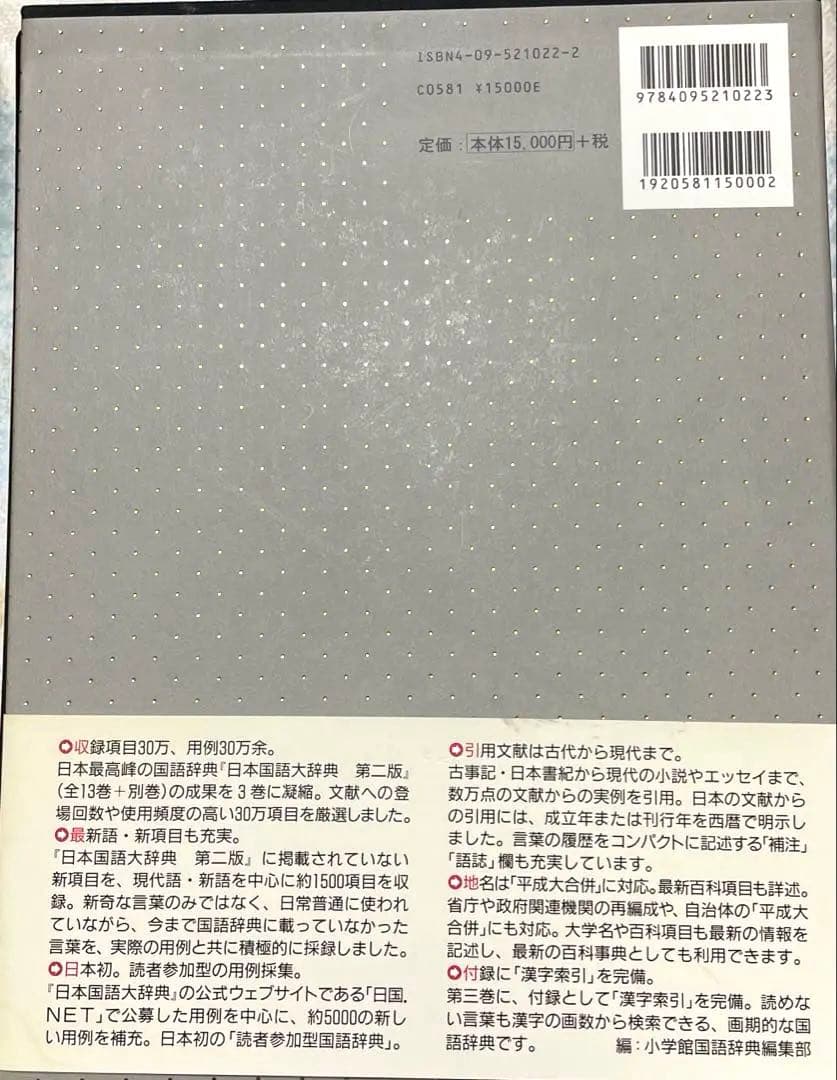 ISBN4-09-521022-2
C0581 ¥15000E
定価：本体15,000円＋税
9784095210223
1920581150002
✪収録項目30万、用例30万余。
日本最高峰の国語辞典『日本国語大辞典　第二版』
（全13巻＋別巻）の成果を３巻に凝縮。文献への登
場回数や使用頻度の高い30万項目を厳選しました。
✪最新語・新項目も充実。
『日本国語大辞典　第二版』に掲載されていない
新項目を、現代語・新語を中心に約1500項目を収
録。新奇な言葉のみではなく、日常普通に使われ
ていながら、今まで国語辞典に載っていなかった
言葉を、実際の用例と共に積極的に採録しました。
✪日本初。読者参加型の用例採集。
『日本国語大辞典』の公式ウェブサイトである「日国.
ＮＥＴ」で公募した用例を中心に、約5000の新し
い用例を補充。日本初の「読者参加型国語辞典」。
✪引用文献は古代から現代まで。
古事記・日本書紀から現代の小説やエッセイまで、
数万点の文献からの実例を引用。日本の文献から
の引用には、成立年または刊行年を西暦で明示し
ました。言葉の履歴をコンパクトに記述する「補注」
「語誌」欄も充実しています。
✪地名は「平成大合併」に対応。最新百科項目も詳述。
省庁や政府関連機関の再編成や、自治体の「平成大
合併」にも対応。大学名や百科項目も最新の情報を
記述し、最新の百科事典としても利用できます。
✪付録に「漢字索引」を完備。
第三巻に、付録として「漢字索引」を完備。読めな
い言葉も漢字の画数から検索できる、画期的な国
語辞典です。
編：小学館国語辞典編集部